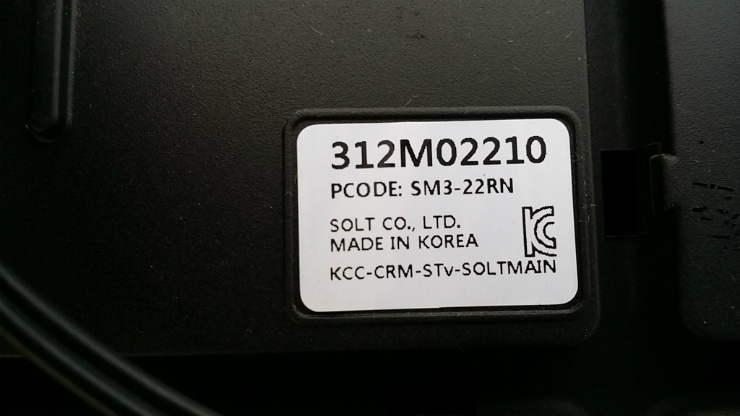 312M02210
PCODE: SM3-22RN
SOLT CO., LTD.
MADE IN KOREA
KCC-CRM-STv-SOLTMAIN